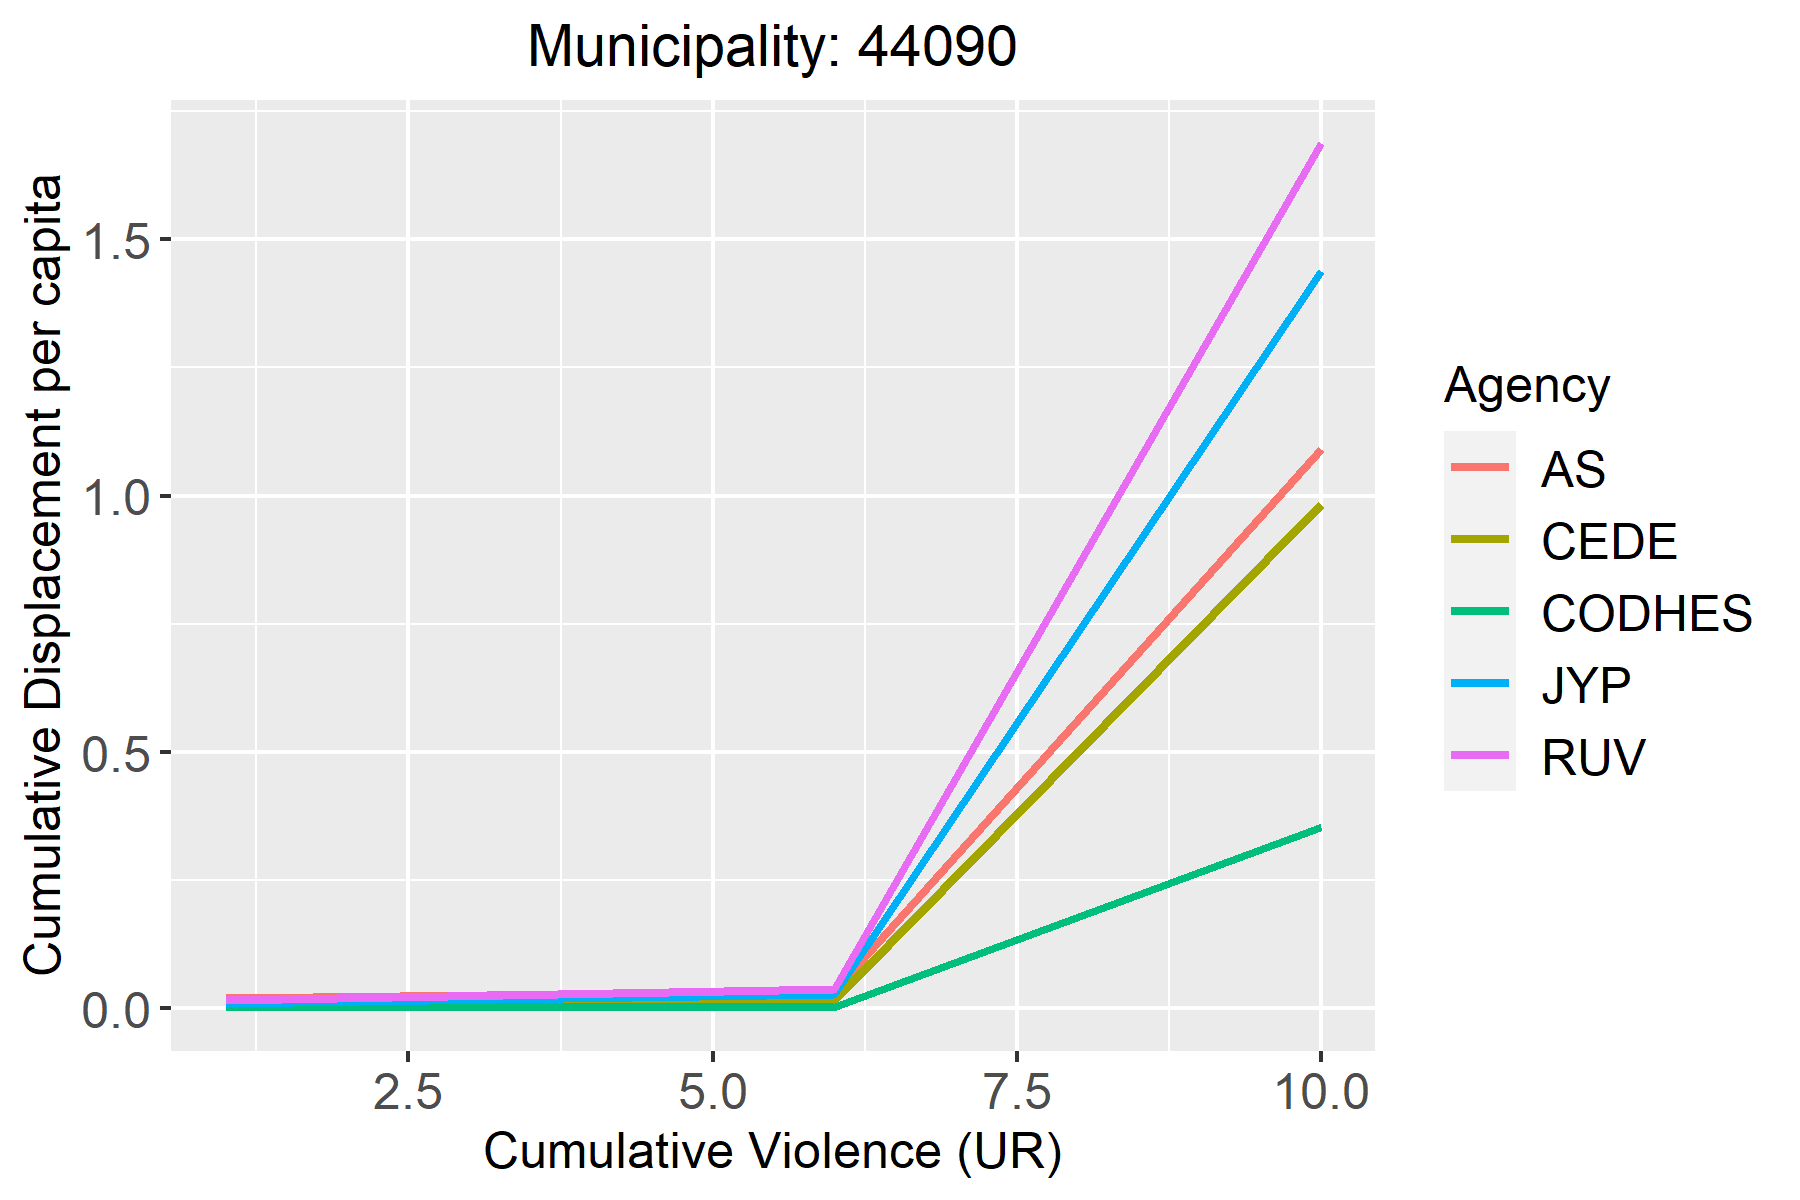 Municipality: 44090
Cumulative Displacement per capita
1.5
1.0
0.5
0.0
2.5 5.0 7.5 10.0
Cumulative Violence (UR)
Agency
AS
CEDE
CODHES
JYP
RUV